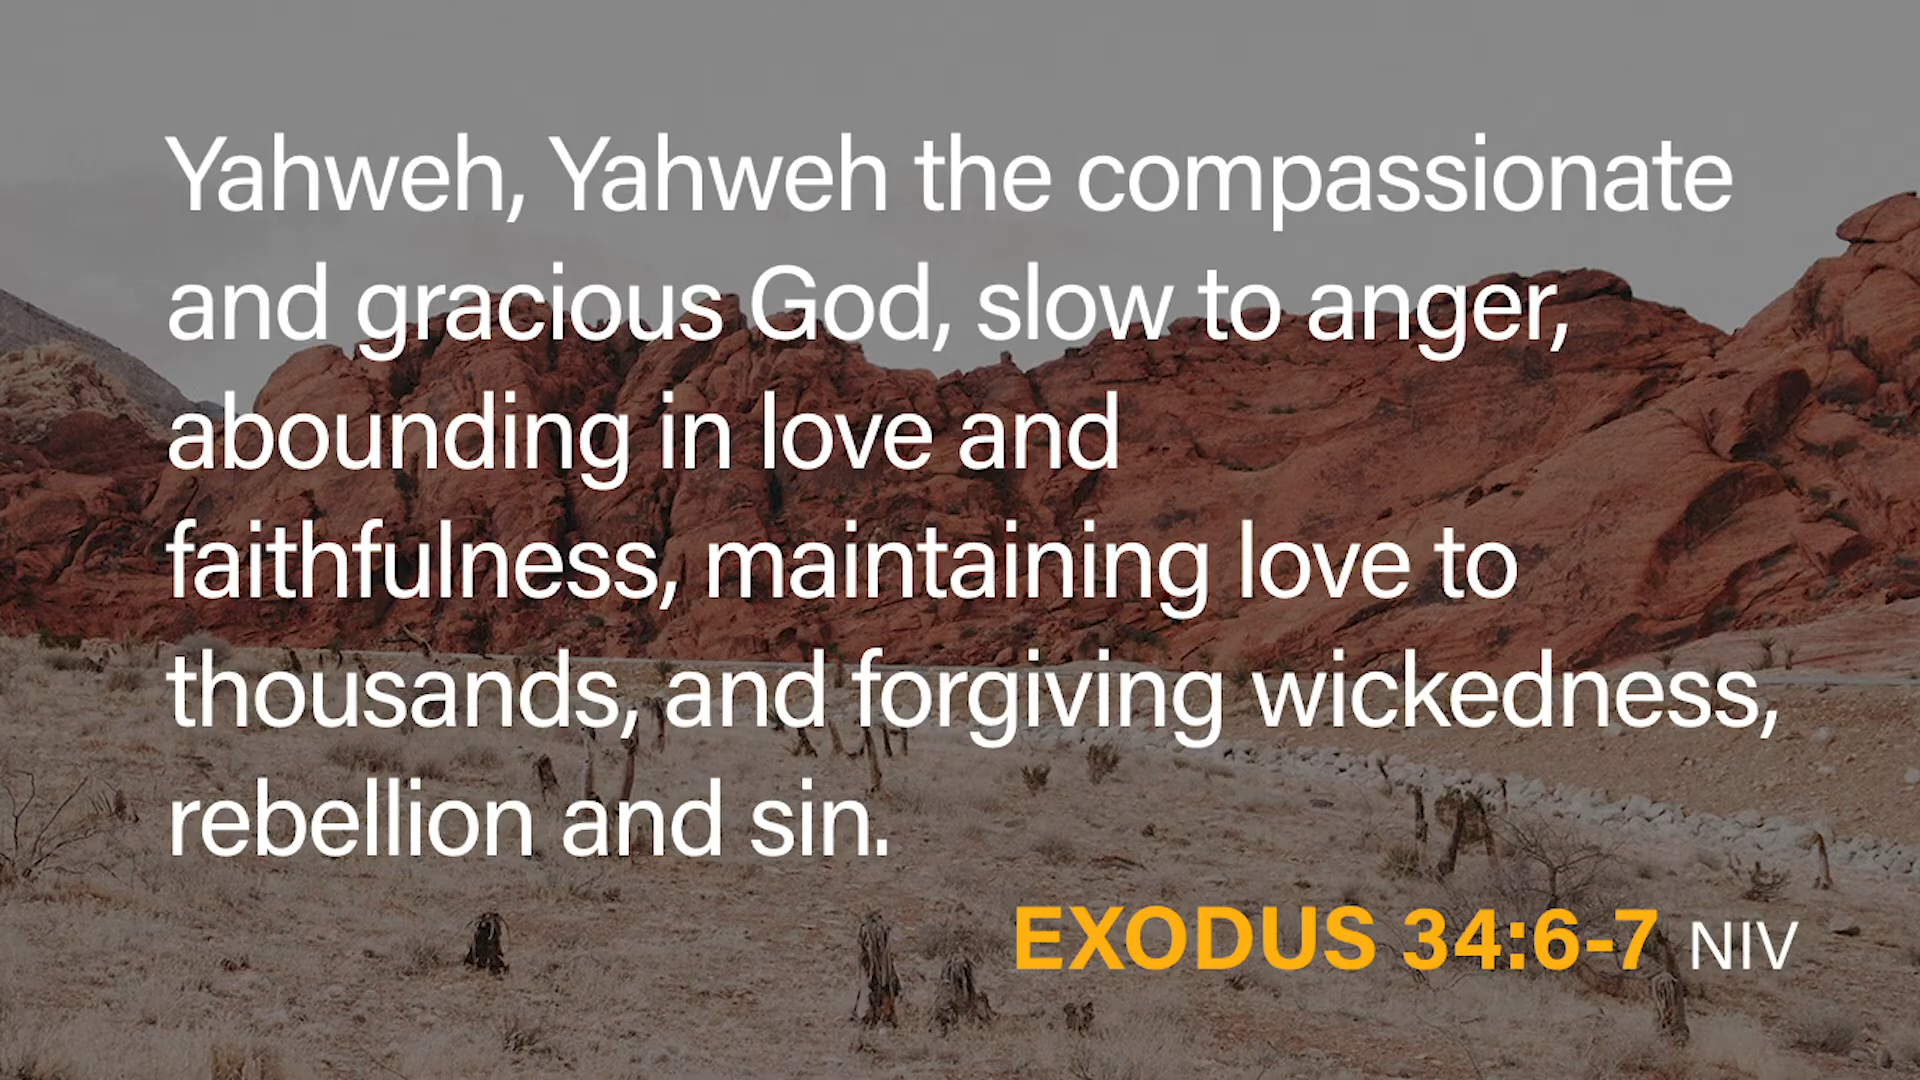 Yahweh, Yahweh the compassionate
and gracious God, slow to anger,
abounding in love and
faithfulness, maintaining love to
thousands, and forgiving wickedness,
rebellion and sin.
EXODUS 34:6-7 NIV